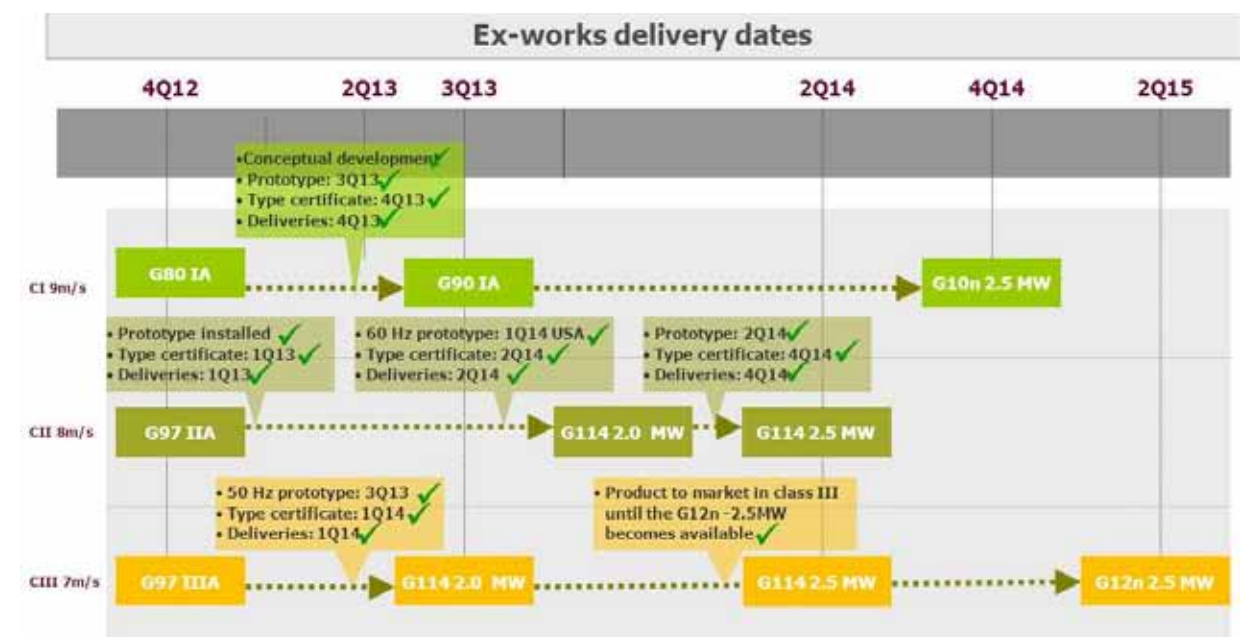 Ex-works delivery dates
4Q12 2Q13 3Q13 2Q14 4Q14 2Q15
•Conceptual development
• Prototype: 3Q13
• Type certificate: 4Q13
• Deliveries: 4Q13
CI 9m/s
G80 IA
G90 IA
G10n 2.5 MW
• Prototype installed
• Type certificate: 1Q13
• Deliveries: 1Q13
• 60 Hz prototype: 1Q14 USA
• Type certificate: 2Q14
• Deliveries: 2Q14
• Prototype: 2Q14
• Type certificate: 4Q14
• Deliveries: 4Q14
CII 8m/s
G97 IIA
G114 2.0 MW
G114 2.5 MW
• 50 Hz prototype: 3Q13
• Type certificate: 1Q14
• Deliveries: 1Q14
• Product to market in class III
until the G12n -2.5MW
becomes available
CIII 7m/s
G97 IIIA
G114 2.0 MW
G114 2.5 MW
G12n 2.5 MW